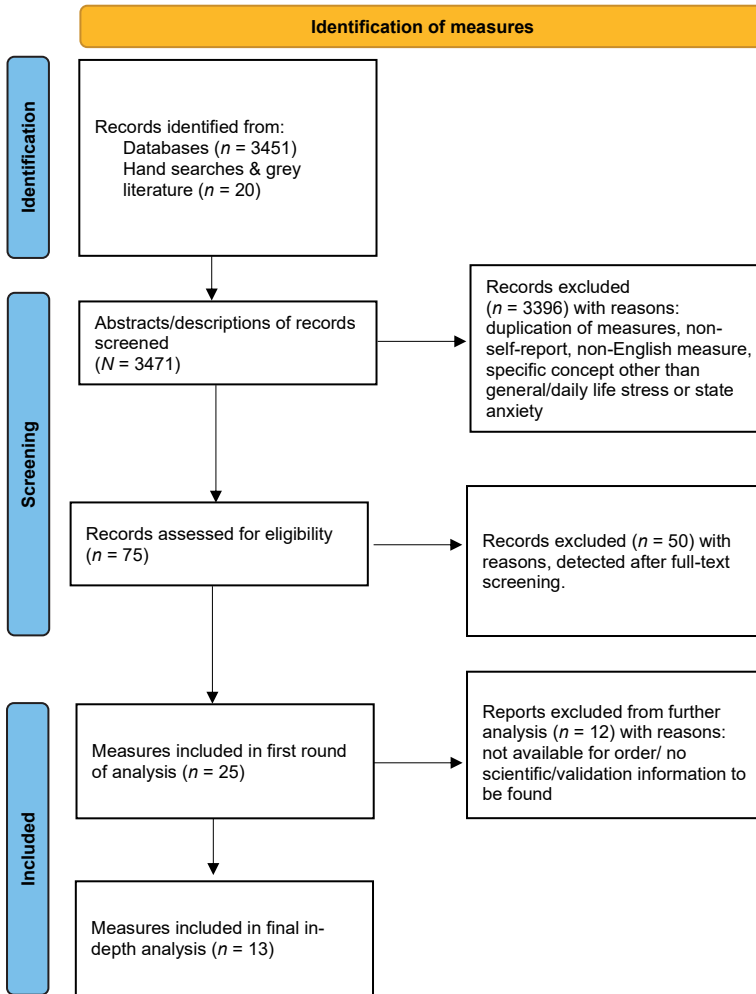 Identification of measures
Identification
Records identified from:
Databases (n = 3451)
Hand searches & grey
literature (n = 20)
Screening
Abstracts/descriptions of records
screened
(N = 3471)
Records excluded
(n = 3396) with reasons:
duplication of measures, non-
self-report, non-English measure,
specific concept other than
general/daily life stress or state
anxiety
Records assessed for eligibility
(n = 75)
Records excluded (n = 50) with
reasons, detected after full-text
screening.
Included
Measures included in first round
of analysis (n = 25)
Reports excluded from further
analysis (n = 12) with reasons:
not available for order/ no
scientific/validation information to
be found
Measures included in final in-
depth analysis (n = 13)